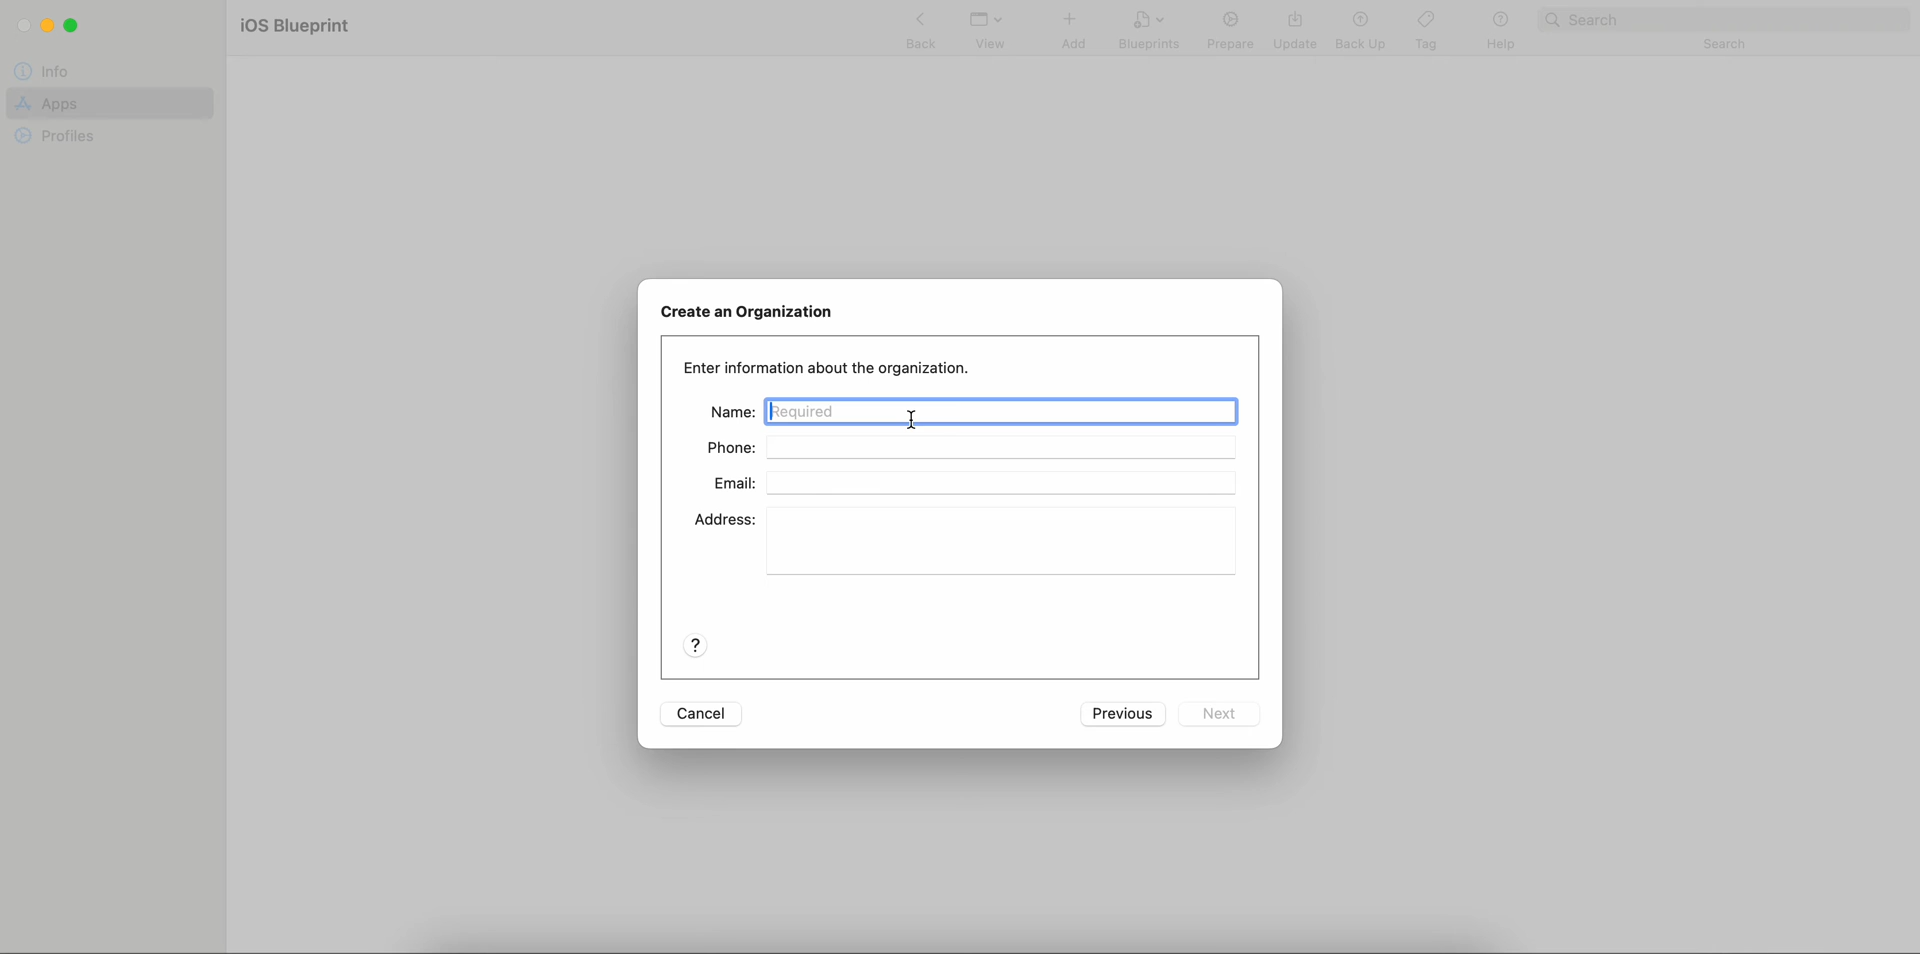 iOS Blueprint
Back
View
Add
Blueprints
Prepare
Update
Back Up
Tag
Help
Search
Search
Info
Apps
Profiles
Create an Organization
Enter information about the organization.
Name: Required
Phone:
Email:
Address:
?
Cancel
Previous
Next